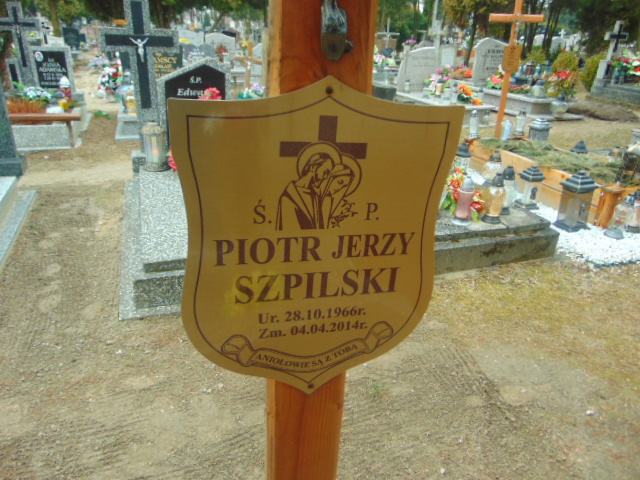 Ś. P.
PIOTR JERZY
SZPILSKI
Ur. 28.10.1966r.
Zm. 04.04.2014r.
ANIOŁOWIE SĄ Z TOBĄ
Ś.P.
Edwa